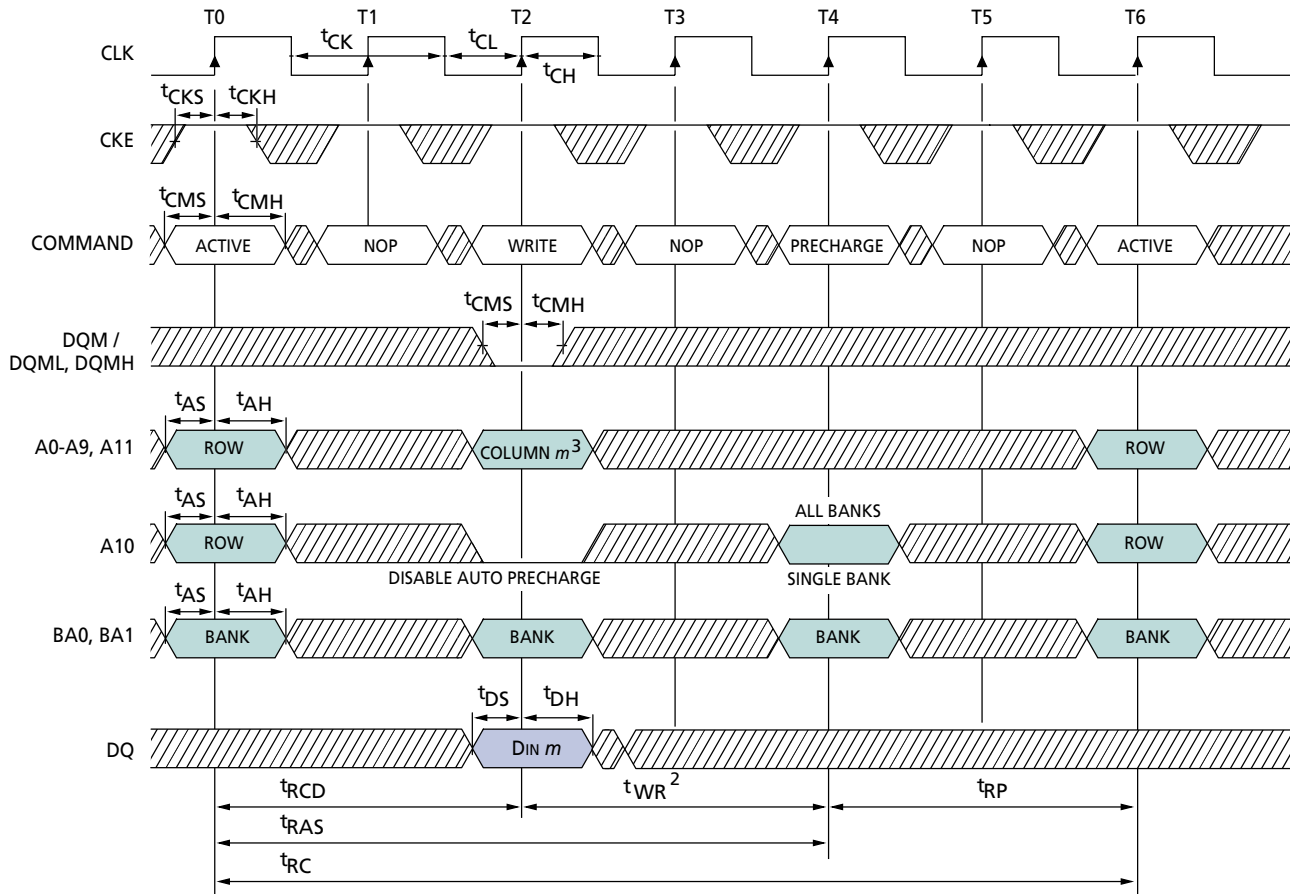 T0 T1 T2 T3 T4 T5 T6
CLK
tCK tCL
tCH
tCKS tCKH
CKE
tCMS tCMH
COMMAND ACTIVE NOP WRITE NOP PRECHARGE NOP ACTIVE
tCMS tCMH
DQM /
DQML, DQMH
tAS tAH
A0-A9, A11 ROW COLUMN m3 ROW
tAS tAH
ALL BANKS
A10 ROW ROW
DISABLE AUTO PRECHARGE SINGLE BANK
tAS tAH
BA0, BA1 BANK BANK BANK BANK
tDS tDH
DQ DIN m
tRCD tWR2 tRP
tRAS
tRC